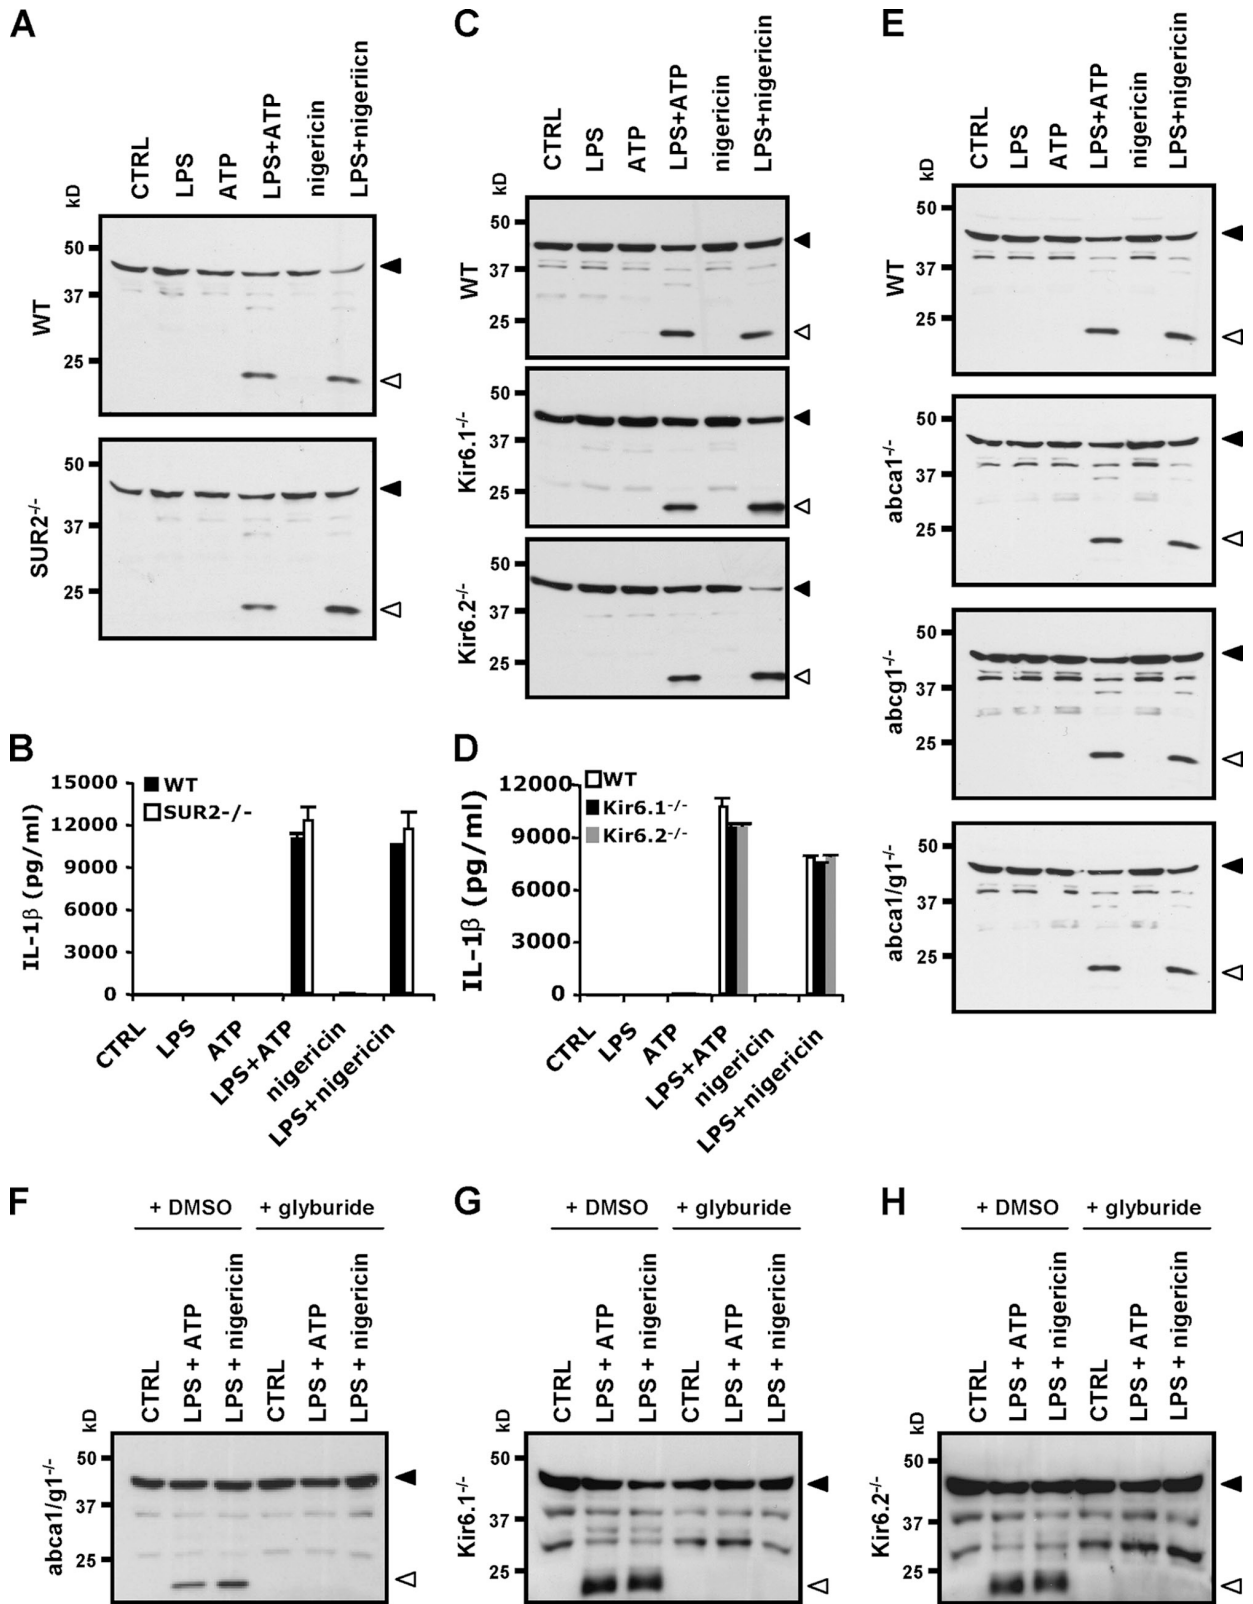 A
kD
CTRL
LPS
ATP
LPS+ATP
nigericin
LPS+nigeriicn
WT
50
37
25
SUR2-/-
50
37
25
B
IL-1β (pg/ml)
15000
12000
9000
6000
3000
0
WT
SUR2-/-
CTRL
LPS
ATP
LPS+ATP
nigericin
LPS+nigericin
C
kD
CTRL
LPS
ATP
LPS+ATP
nigericin
LPS+nigericin
WT
50
37
25
Kir6.1-/-
50
37
25
Kir6.2-/-
50
37
25
D
IL-1β (pg/ml)
12000
9000
6000
3000
0
WT
Kir6.1-/-
Kir6.2-/-
CTRL
LPS
ATP
LPS+ATP
nigericin
LPS+nigericin
E
kD
CTRL
LPS
ATP
LPS+ATP
nigericin
LPS+nigericin
WT
50
37
25
abca1-/-
50
37
25
abcg1-/-
50
37
25
abca1/g1-/-
50
37
25
F
+ DMSO
+ glyburide
kD
CTRL
LPS + ATP
LPS + nigericin
CTRL
LPS + ATP
LPS + nigericin
abca1/g1-/-
50
37
25
G
+ DMSO
+ glyburide
kD
CTRL
LPS + ATP
LPS + nigericin
CTRL
LPS + ATP
LPS + nigericin
Kir6.1-/-
50
37
25
H
+ DMSO
+ glyburide
kD
CTRL
LPS + ATP
LPS + nigericin
CTRL
LPS + ATP
LPS + nigericin
Kir6.2-/-
50
37
25